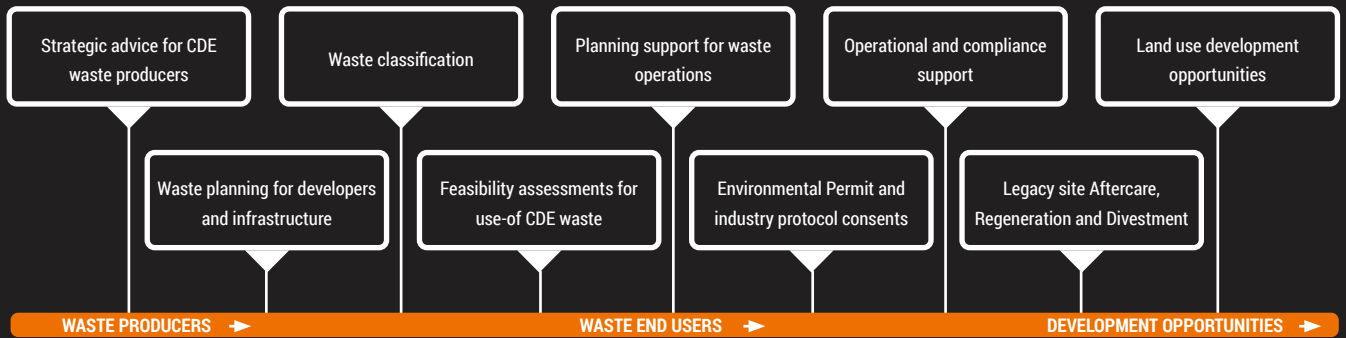 Strategic advice for CDE
waste producers
Waste classification
Planning support for waste
operations
Operational and compliance
support
Land use development
opportunities
Waste planning for developers
and infrastructure
Feasibility assessments for
use-of CDE waste
Environmental Permit and
industry protocol consents
Legacy site Aftercare,
Regeneration and Divestment
WASTE PRODUCERS
WASTE END USERS
DEVELOPMENT OPPORTUNITIES